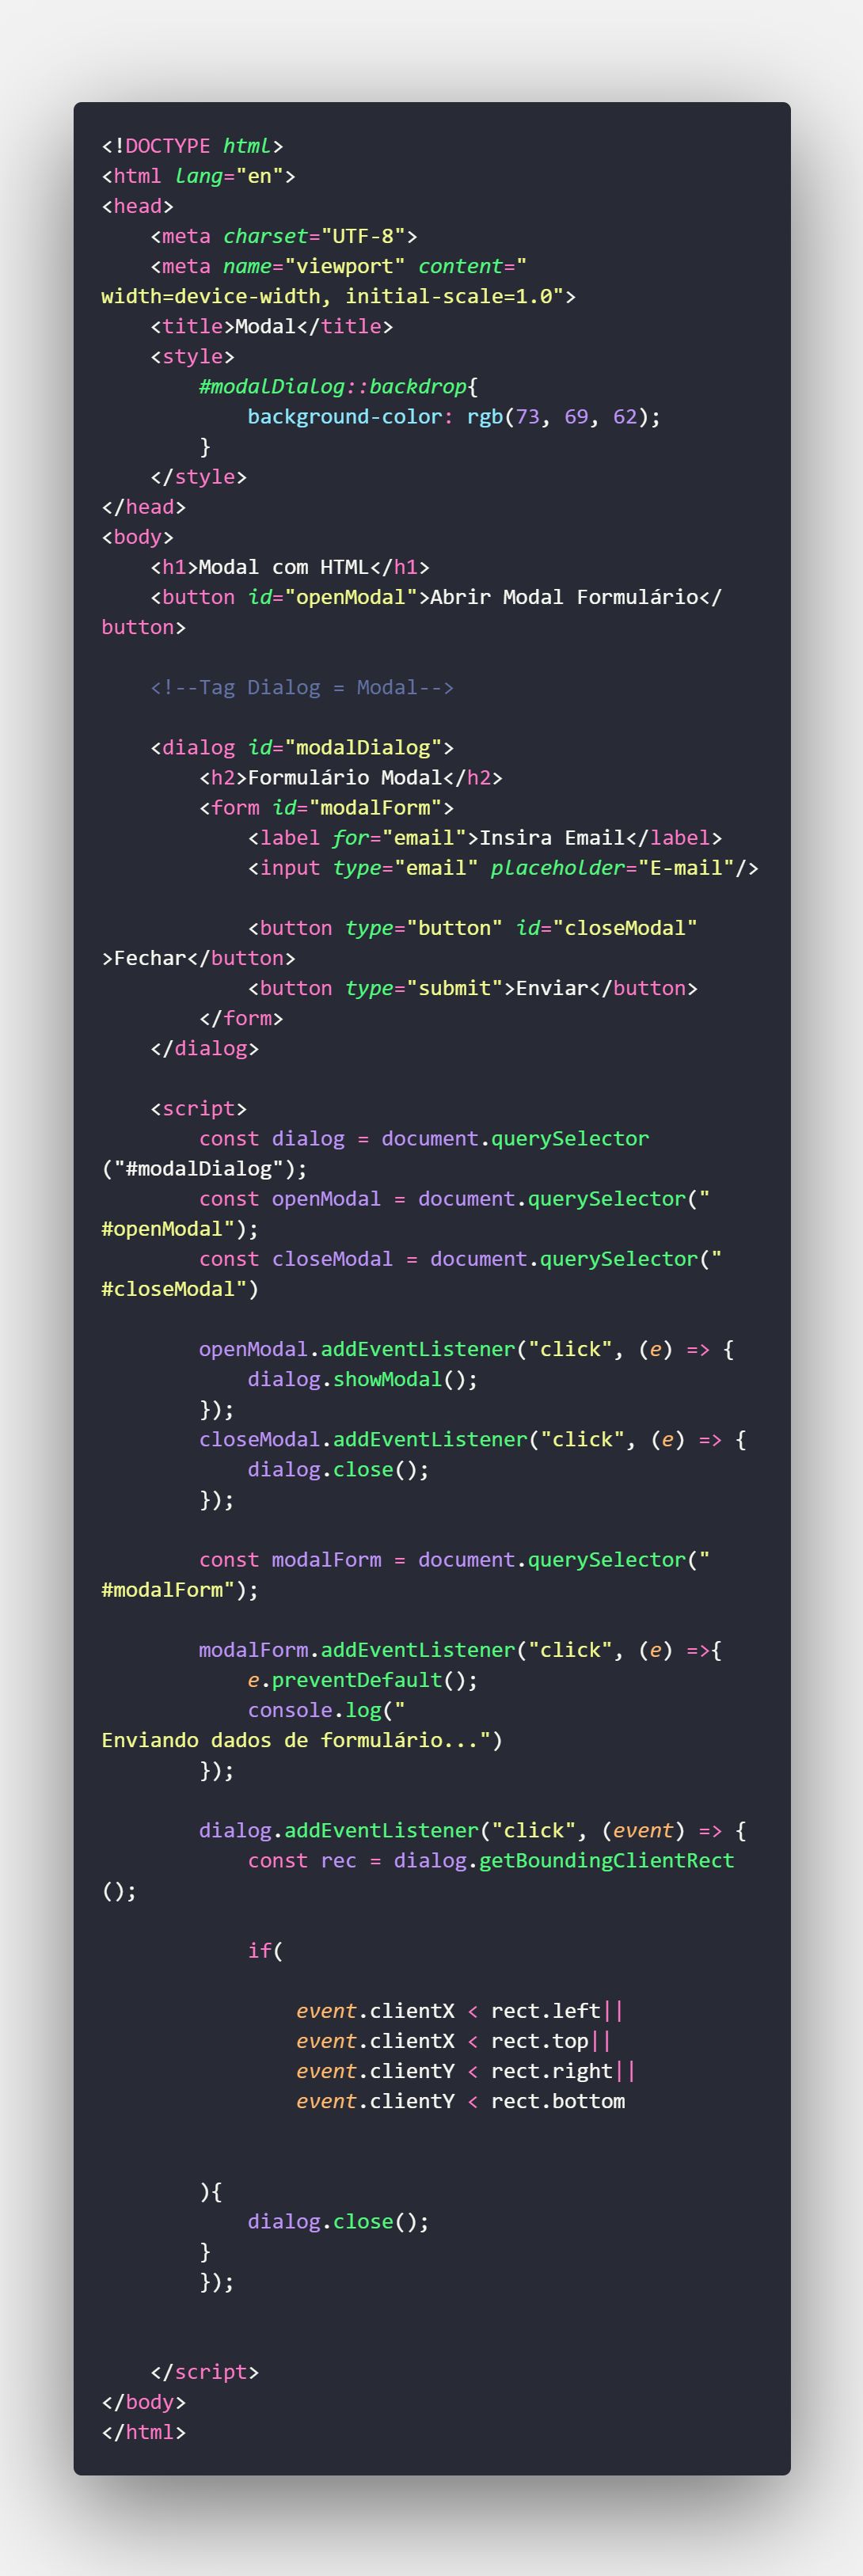 <!DOCTYPE html>
<html lang="en">
<head>
    <meta charset="UTF-8">
    <meta name="viewport" content="
width=device-width, initial-scale=1.0">
    <title>Modal</title>
    <style>
        #modalDialog::backdrop{
            background-color: rgb(73, 69, 62);
        }
    </style>
</head>
<body>
    <h1>Modal com HTML</h1>
    <button id="openModal">Abrir Modal Formulário</
button>

    <!--Tag Dialog = Modal-->

    <dialog id="modalDialog">
        <h2>Formulário Modal</h2>
        <form id="modalForm">
            <label for="email">Insira Email</label>
            <input type="email" placeholder="E-mail"/>

            <button type="button" id="closeModal"
>Fechar</button>
            <button type="submit">Enviar</button>
        </form>
    </dialog>

    <script>
        const dialog = document.querySelector
("#modalDialog");
        const openModal = document.querySelector("
#openModal");
        const closeModal = document.querySelector("
#closeModal")

        openModal.addEventListener("click", (e) => {
            dialog.showModal();
        });
        closeModal.addEventListener("click", (e) => {
            dialog.close();
        });

        const modalForm = document.querySelector("
#modalForm");

        modalForm.addEventListener("click", (e) =>{
            e.preventDefault();
            console.log("
Enviando dados de formulário...")
        });

        dialog.addEventListener("click", (event) => {
            const rec = dialog.getBoundingClientRect
();

            if(

                event.clientX < rect.left||
                event.clientX < rect.top||
                event.clientY < rect.right||
                event.clientY < rect.bottom


        ){
            dialog.close();
        }
        });


    </script>
</body>
</html>